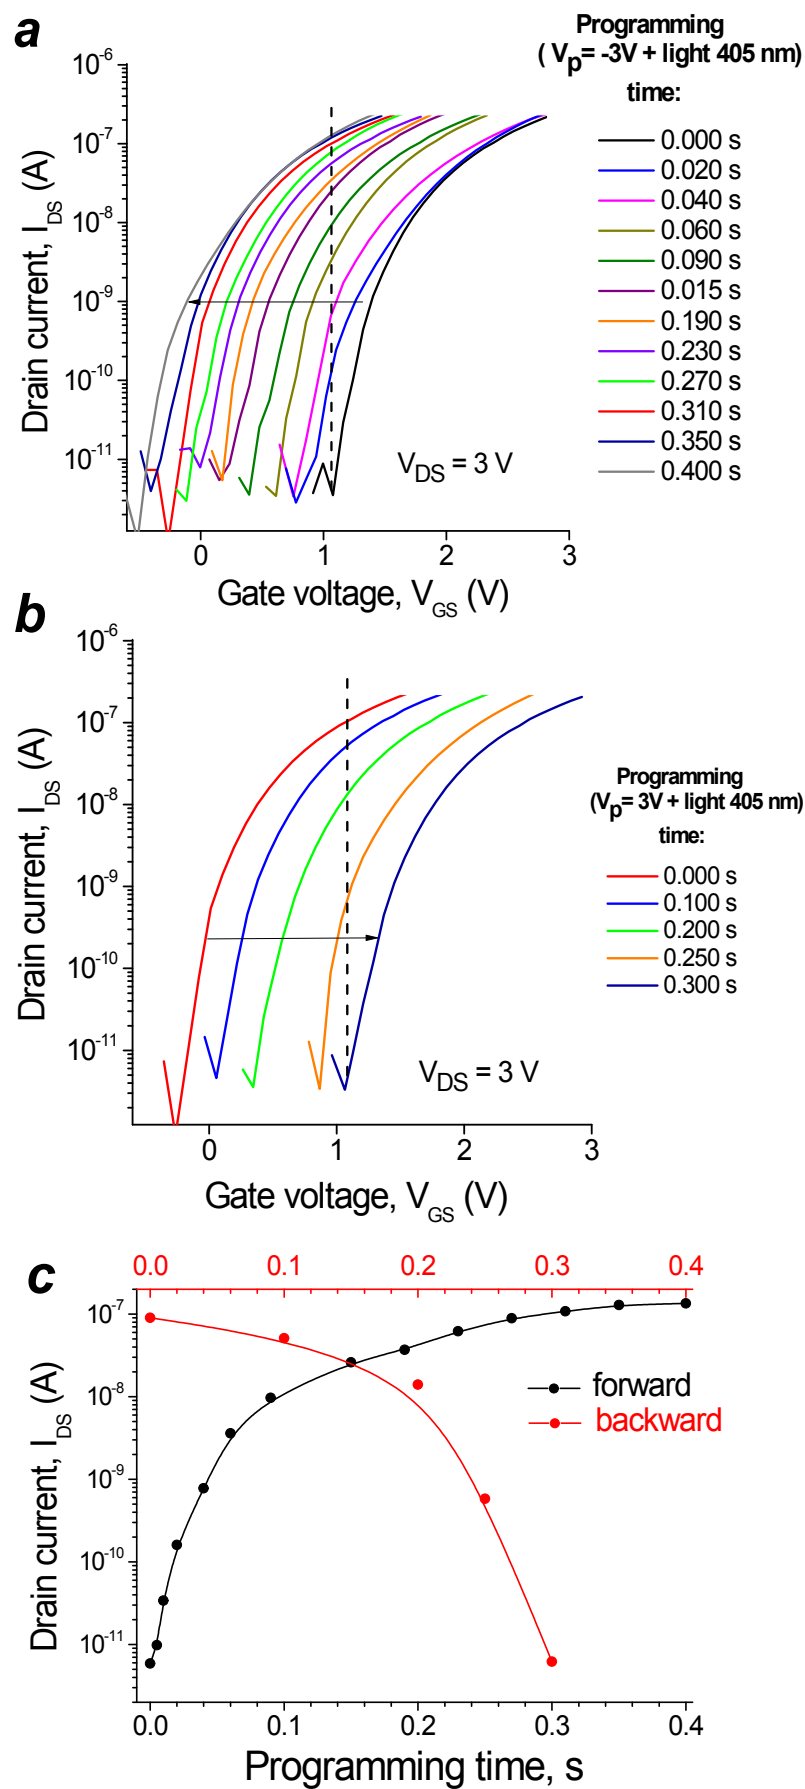 a
Programming
( Vp= -3V + light 405 nm)
time:
0.000 s
0.020 s
0.040 s
0.060 s
0.090 s
0.015 s
0.190 s
0.230 s
0.270 s
0.310 s
0.350 s
0.400 s
10-6
10-7
10-8
10-9
10-10
10-11
Drain current, IDS (A)
VDS = 3 V
0 1 2 3
Gate voltage, VGS (V)
b
10-6
10-7
10-8
10-9
10-10
10-11
Drain current, IDS (A)
Programming
(Vp= 3V + light 405 nm)
time:
0.000 s
0.100 s
0.200 s
0.250 s
0.300 s
VDS = 3 V
0 1 2 3
Gate voltage, VGS (V)
c
0.0 0.1 0.2 0.3 0.4
10-7
10-8
10-9
10-10
10-11
Drain current, IDS (A)
forward
backward
0.0 0.1 0.2 0.3 0.4
Programming time, s